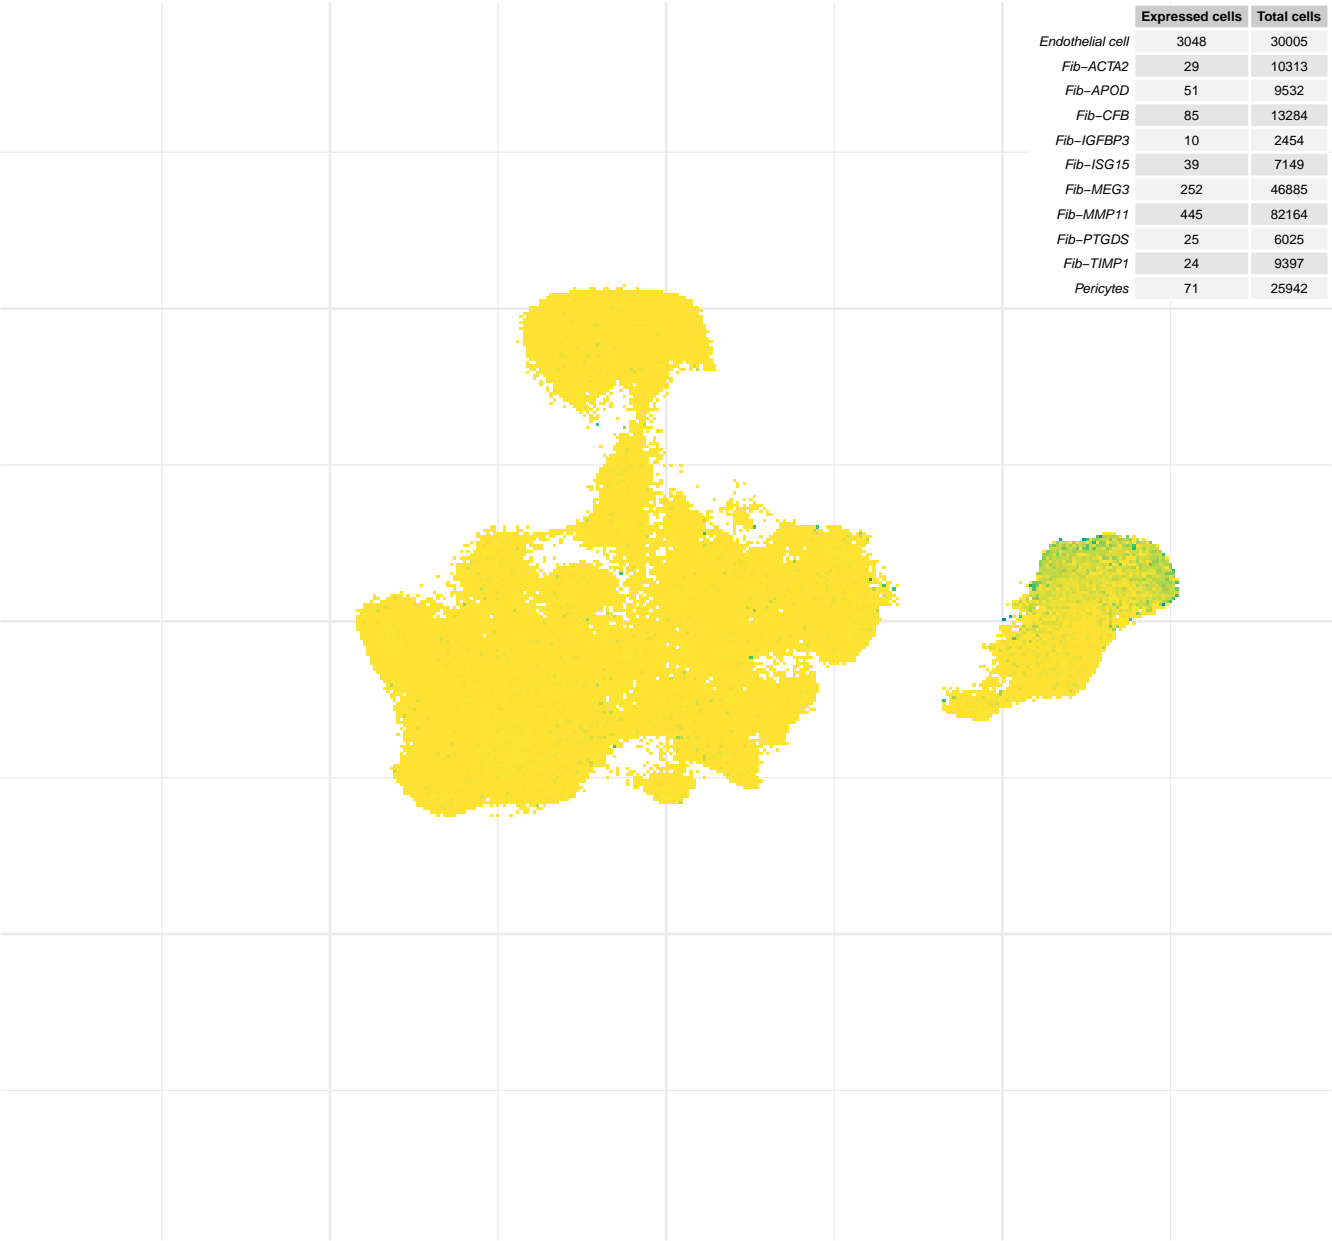 Expressed cells Total cells
Endothelial cell 3048 30005
Fib−ACTA2 29 10313
Fib−APOD 51 9532
Fib−CFB 85 13284
Fib−IGFBP3 10 2454
Fib−ISG15 39 7149
Fib−MEG3 252 46885
Fib−MMP11 445 82164
Fib−PTGDS 25 6025
Fib−TIMP1 24 9397
Pericytes 71 25942